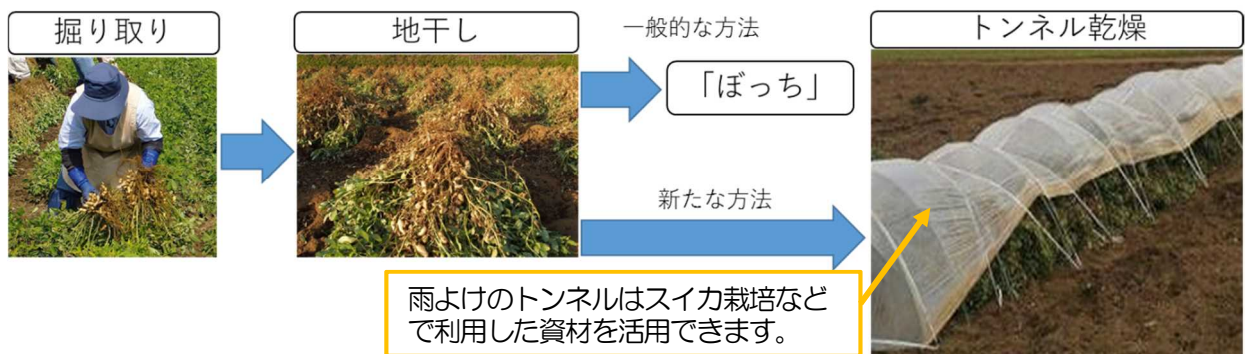 掘り取り
地干し
一般的な方法
「ぼっち」
新たな方法
トンネル乾燥
雨よけのトンネルはスイカ栽培など
で利用した資材を活用できます。